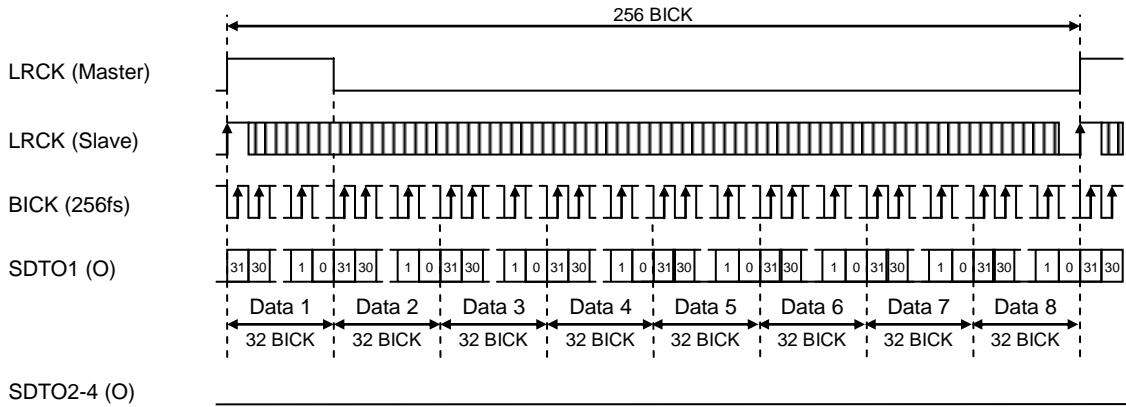 256 BICK
LRCK (Master)
LRCK (Slave)
BICK (256fs)
SDTO1 (O)
31 30 1 0 31 30 1 0 31 30 1 0 31 30 1 0 31 30 1 0 31 30 1 0 31 30 1 0 31 30 1 0 31 30
Data 1 Data 2 Data 3 Data 4 Data 5 Data 6 Data 7 Data 8
32 BICK 32 BICK 32 BICK 32 BICK 32 BICK 32 BICK 32 BICK 32 BICK
SDTO2-4 (O)